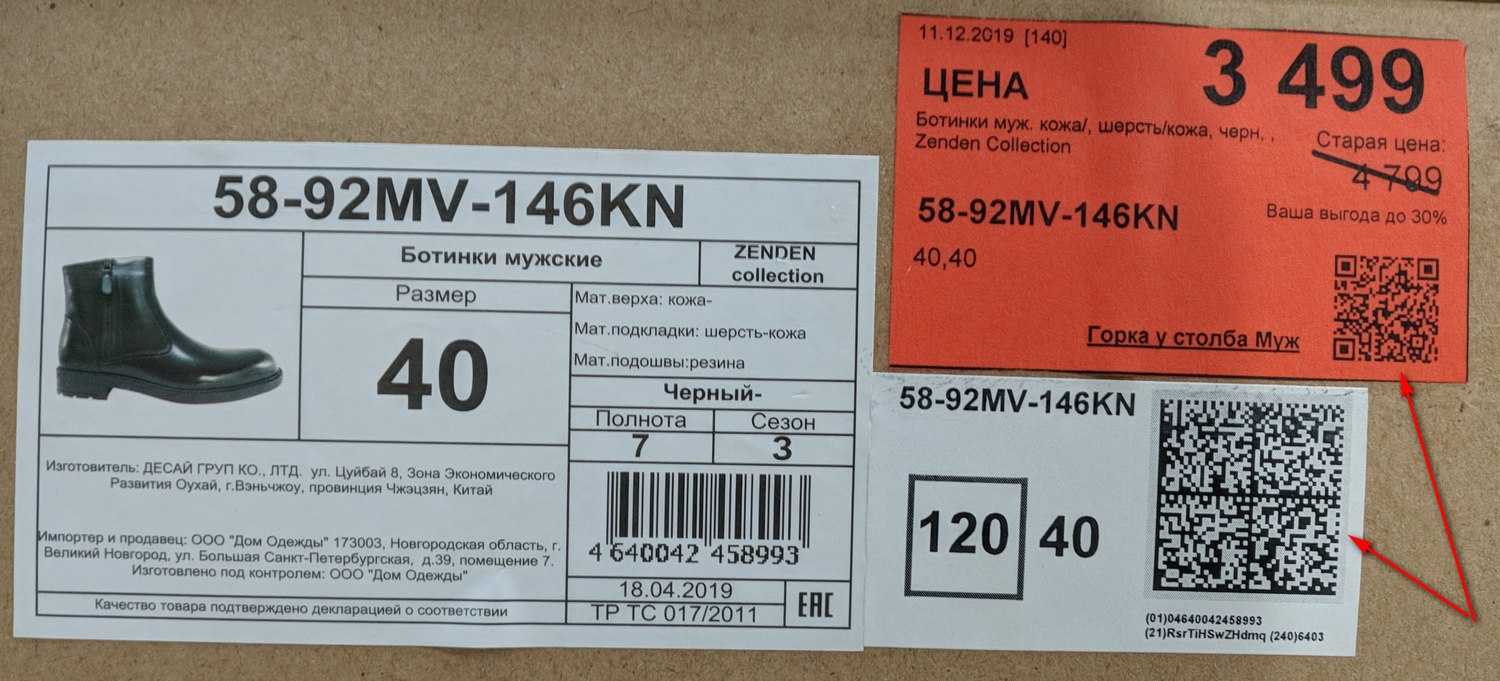 58-92MV-146KN
Ботинки мужские
ZENDEN
collection
Размер
40
Мат.верха: кожа-
Мат.подкладки: шерсть-кожа
Мат.подошвы:резина
Черный-
Полнота
Сезон
7
3
Изготовитель: ДЕСАЙ ГРУП КО., ЛТД. ул. Цуйбай 8, Зона Экономического
Развития Оухай, г.Вэньчжоу, провинция Чжэцзян, Китай
Импортер и продавец: ООО "Дом Одежды" 173003, Новгородская область, г.
Великий Новгород, ул. Большая Санкт-Петербургская, д.39, помещение 7.
Изготовлено под контролем: ООО "Дом Одежды"
Качество товара подтверждено декларацией о соответствии
4 640042 458993
18.04.2019
ТР ТС 017/2011
EAC
11.12.2019 [140]
ЦЕНА
3 499
Ботинки муж. кожа/, шерсть/кожа, черн, ,
Zenden Collection
Старая цена:
4 799
Ваша выгода до 30%
58-92MV-146KN
40,40
Горка у столба Муж
58-92MV-146KN
120 40
(01)04640042458993
(21)RsrTiHSwZHdmq (240)6403